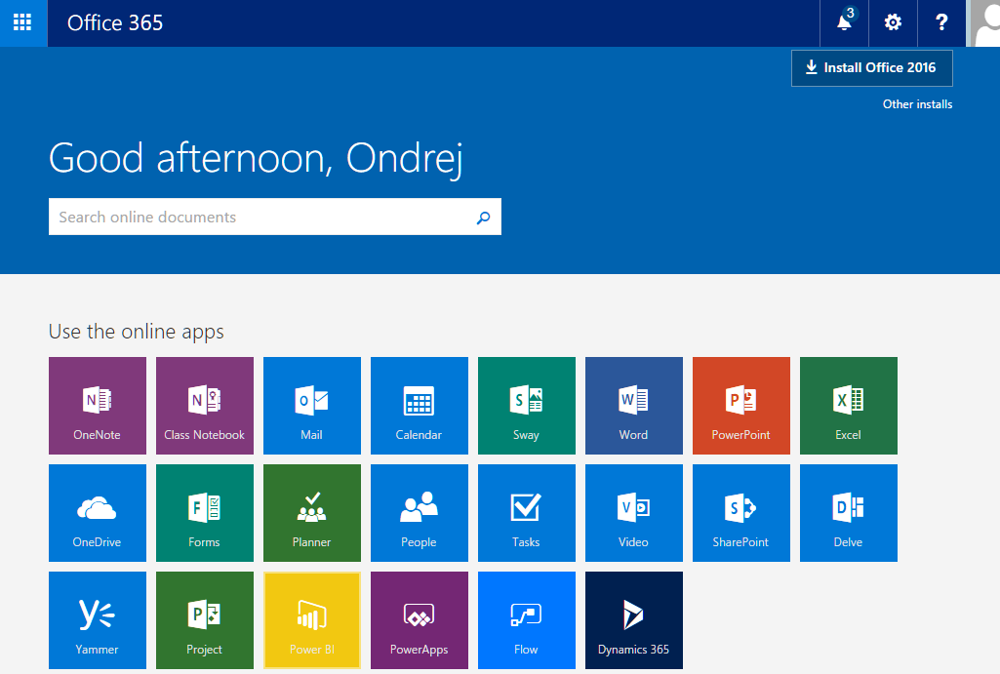 Office 365
3
?
Install Office 2016
Other installs
Good afternoon, Ondrej
Search online documents
Use the online apps
N N O S W P X
OneNote Class Notebook Mail Calendar Sway Word PowerPoint Excel
F V S D
OneDrive Forms Planner People Tasks Video SharePoint Delve
P
Yammer Project Power BI PowerApps Flow Dynamics 365